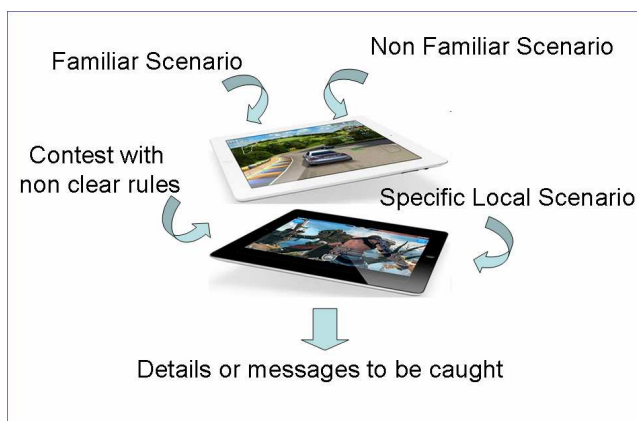 Familiar Scenario
Non Familiar Scenario
Contest with
non clear rules
Specific Local Scenario
Details or messages to be caught